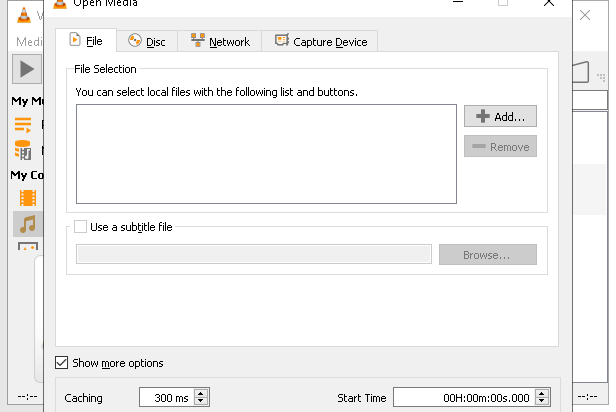 Open Media
Medi
File Disc Network Capture Device
File Selection
You can select local files with the following list and buttons.
Add...
Remove
My Mu
My Co
Use a subtitle file
Browse...
Show more options
Caching 300 ms Start Time 00H:00m:00s.000
--:-- --:--